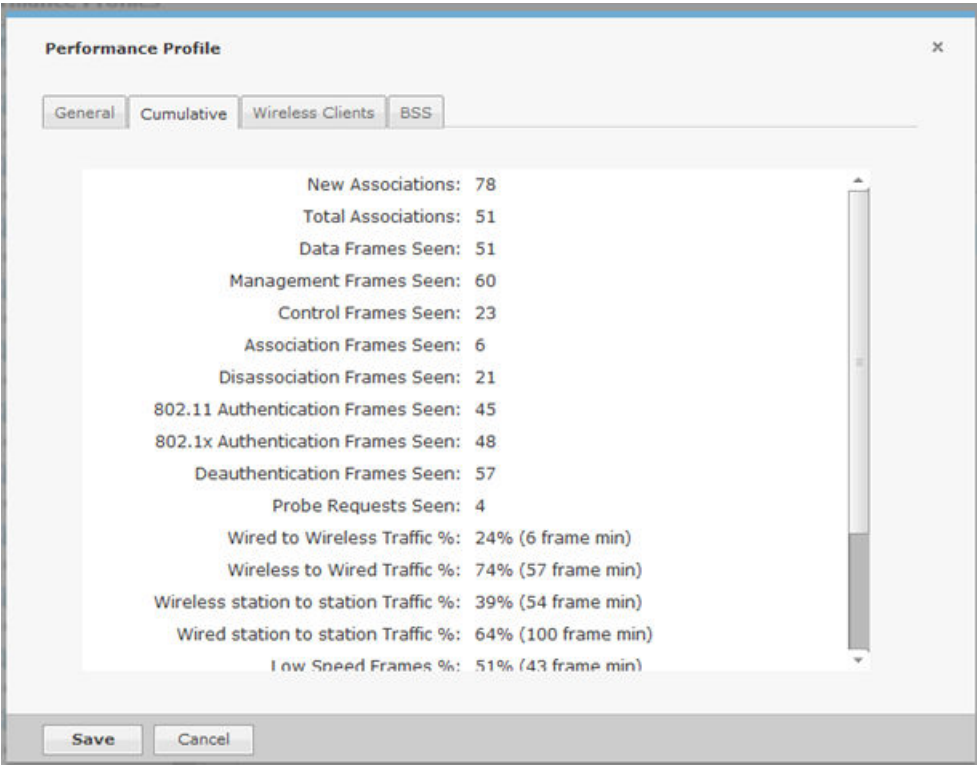 Performance Profile ×
General Cumulative Wireless Clients BSS
New Associations: 78
Total Associations: 51
Data Frames Seen: 51
Management Frames Seen: 60
Control Frames Seen: 23
Association Frames Seen: 6
Disassociation Frames Seen: 21
802.11 Authentication Frames Seen: 45
802.1x Authentication Frames Seen: 48
Deauthentication Frames Seen: 57
Probe Requests Seen: 4
Wired to Wireless Traffic %: 24% (6 frame min)
Wireless to Wired Traffic %: 74% (57 frame min)
Wireless station to station Traffic %: 39% (54 frame min)
Wired station to station Traffic %: 64% (100 frame min)
Low Speed Frames %: 51% (43 frame min)
Save Cancel